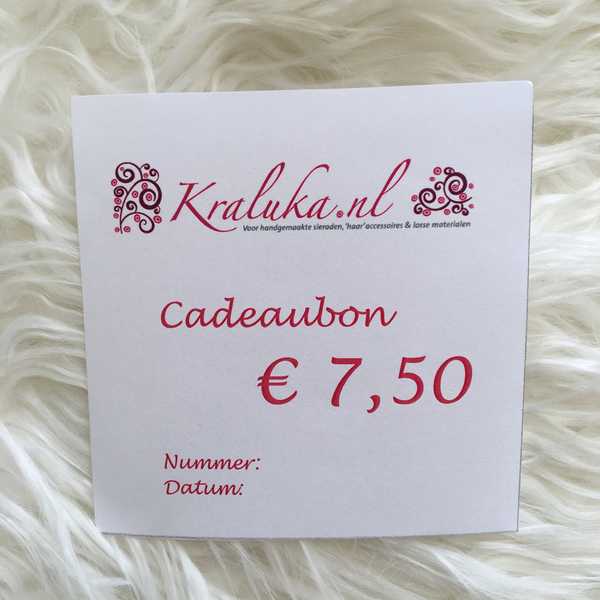 Kraluka.nl
Voor handgemaakte sieraden, 'haar'accessoires & losse materialen
Cadeaubon
€ 7,50
Nummer:
Datum: